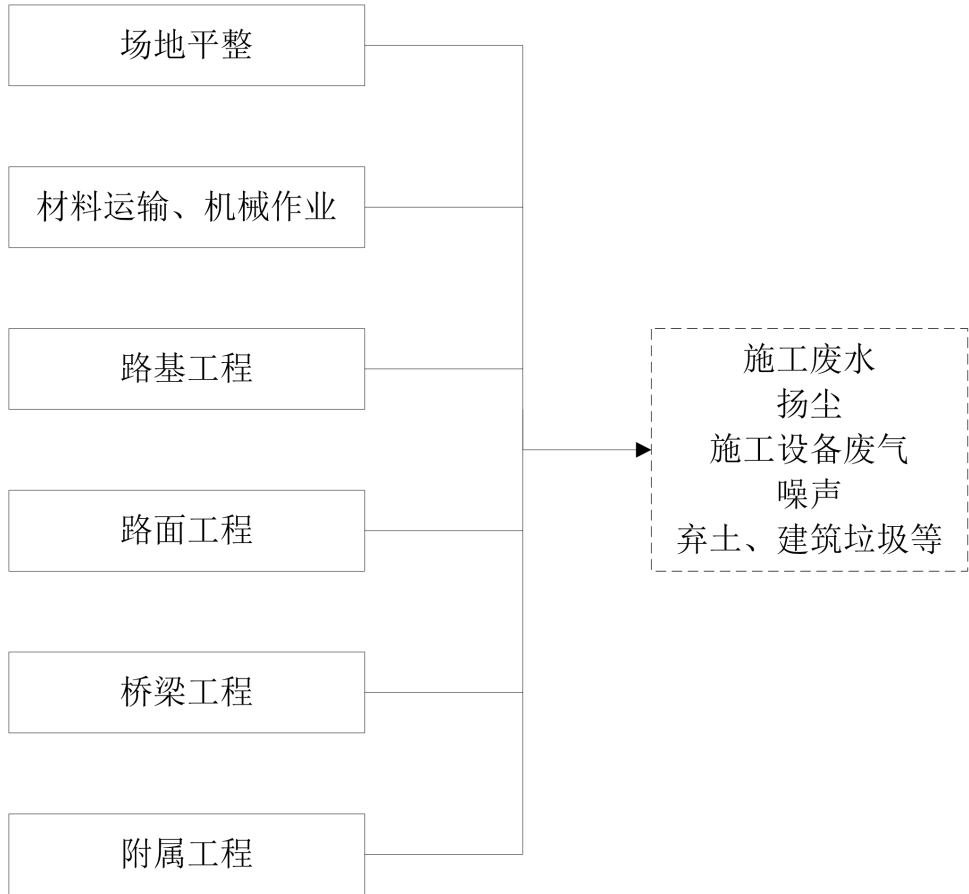 场地平整
材料运输、机械作业
路基工程
路面工程
桥梁工程
附属工程
施工废水
扬尘
施工设备废气
噪声
弃土、建筑垃圾等